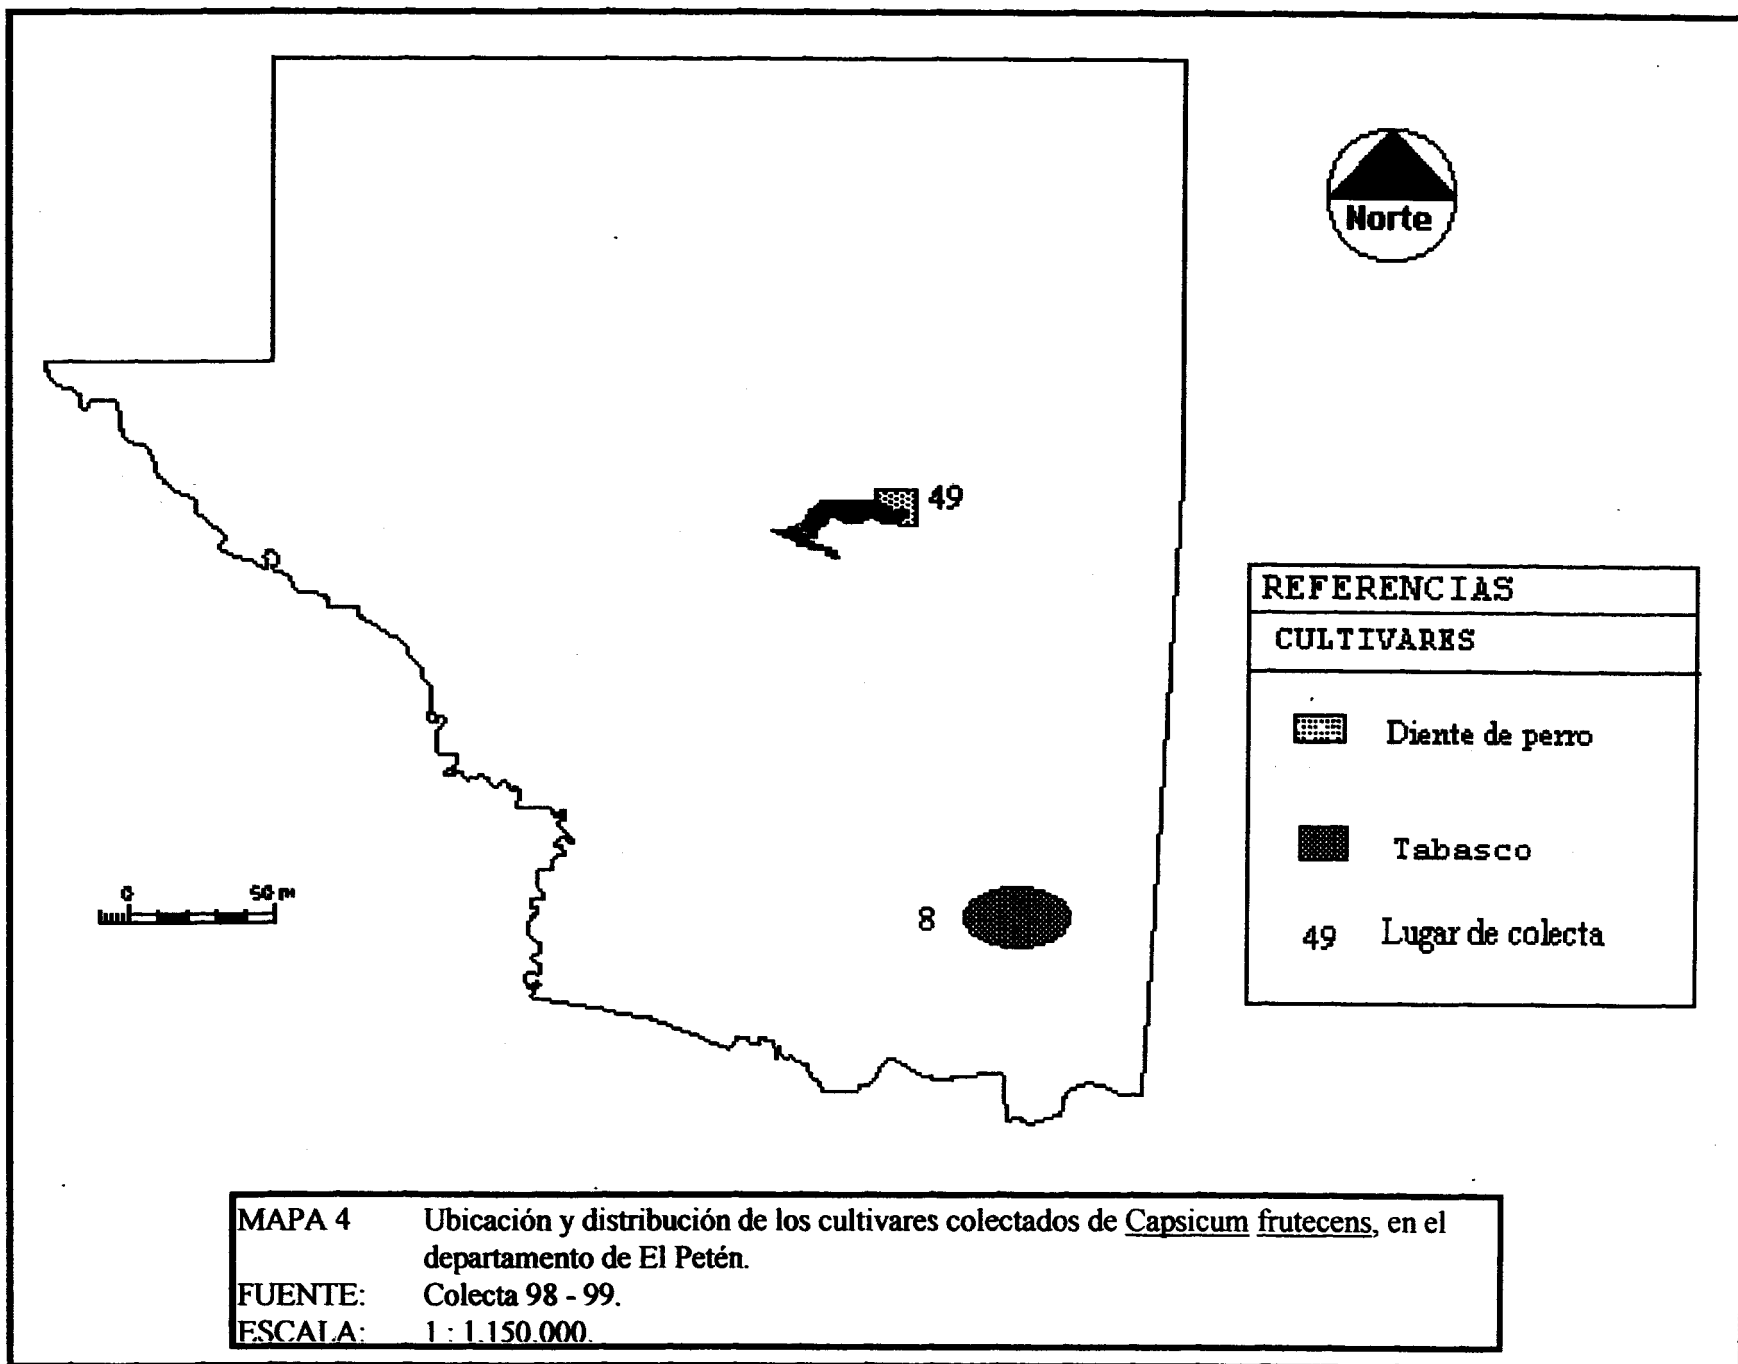 Norte
49
REFERENCIAS
CULTIVARES
Diente de perro
Tabasco
49 Lugar de colecta
0 50
8
MAPA 4 Ubicación y distribución de los cultivares colectados de Capsicum frutecens, en el
departamento de El Petén.
FUENTE: Colecta 98 - 99.
ESCALA: 1 : 1.150.000.